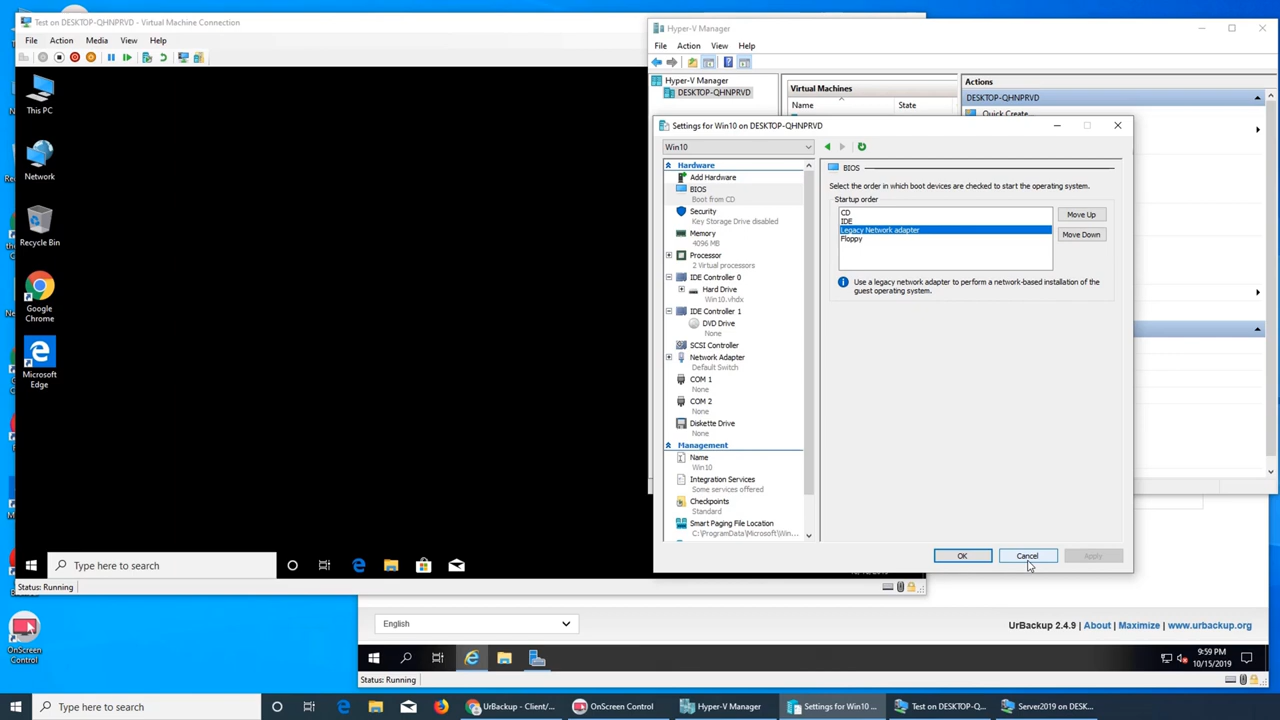 Test on DESKTOP-QHNPRVD - Virtual Machine Connection
File Action Media View Help
This PC
Network
Recycle Bin
Google
Chrome
Microsoft
Edge
Type here to search
Status: Running
Hyper-V Manager
File Action View Help
Hyper-V Manager
DESKTOP-QHNPRVD
Virtual Machines
Name State
Actions
DESKTOP-QHNPRVD
Quick Create...
Settings for Win10 on DESKTOP-QHNPRVD
Win10
Hardware
Add Hardware
BIOS
Boot from CD
Security
Key Storage Drive disabled
Memory
4096 MB
Processor
2 Virtual processors
IDE Controller 0
Hard Drive
Win10.vhdx
IDE Controller 1
DVD Drive
None
SCSI Controller
Network Adapter
Default Switch
COM 1
None
COM 2
None
Diskette Drive
None
Management
Name
Win10
Integration Services
Some services offered
Checkpoints
Standard
Smart Paging File Location
C:\ProgramData\Microsoft\Win...
BIOS
Select the order in which boot devices are checked to start the operating system.
Startup order
CD
IDE
Legacy Network adapter
Floppy
Move Up
Move Down
Use a legacy network adapter to perform a network-based installation of the
guest operating system.
OK Cancel Apply
English
UrBackup 2.4.9 | About | Maximize | www.urbackup.org
9:59 PM
10/15/2019
Status: Running
OnScreen
Control
Type here to search
UrBackup - Client/...
OnScreen Control
Hyper-V Manager
Settings for Win10 ...
Test on DESKTOP-Q...
Server2019 on DESK...